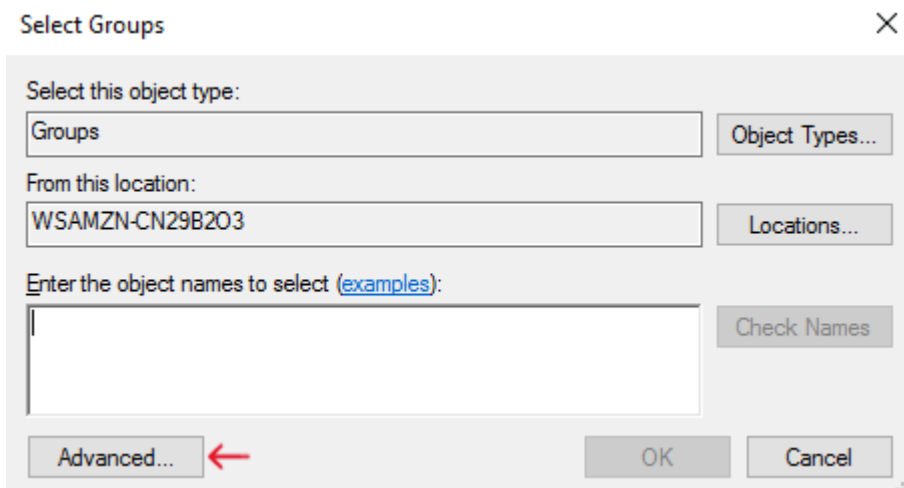 Select Groups
Select this object type:
Groups
Object Types...
From this location:
WSAMZN-CN29B2O3
Locations...
Enter the object names to select (examples):
Check Names
Advanced...
OK
Cancel